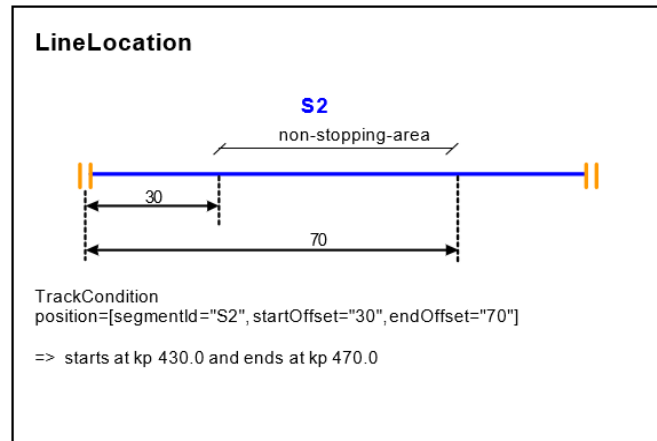 LineLocation
S2
non-stopping-area
30
70
TrackCondition
position=[segmentId="S2", startOffset="30", endOffset="70"]
=> starts at kp 430.0 and ends at kp 470.0